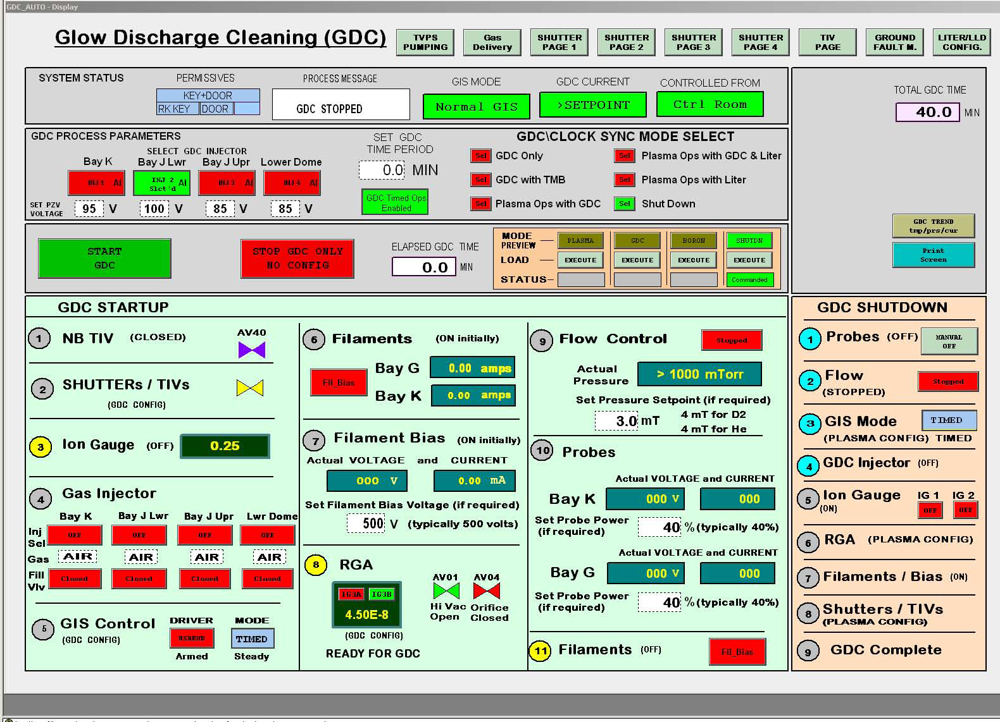 GDC_AUTO - Display
Glow Discharge Cleaning (GDC)
TVPS PUMPING
Gas Delivery
SHUTTER PAGE 1
SHUTTER PAGE 2
SHUTTER PAGE 3
SHUTTER PAGE 4
TIV PAGE
GROUND FAULT M.
LITER/LLD CONFIG.
SYSTEM STATUS
PERMISSIVES
KEY+DOOR
RK KEY DOOR
PROCESS MESSAGE
GDC STOPPED
GIS MODE
Normal GIS
GDC CURRENT
>SETPOINT
CONTROLLED FROM
Ctrl Room
TOTAL GDC TIME
40.0 MIN
GDC PROCESS PARAMETERS
SELECT GDC INJECTOR
Bay K Bay J Lwr Bay J Upr Lower Dome
INJ 1 Al
INJ 2 Al
Slct'd
INJ 3 Al
INJ 4 Al
SET PZV
VOLTAGE
95 V 100 V 85 V 85 V
SET GDC
TIME PERIOD
0.0 MIN
GDC Timed Ops
Enabled
GDC\CLOCK SYNC MODE SELECT
Sel GDC Only
Sel Plasma Ops with GDC & Liter
Sel GDC with TMB
Sel Plasma Ops with Liter
Sel Plasma Ops with GDC
Sel Shut Down
GDC TREND
tmp/prs/cur
Print
Screen
START
GDC
STOP GDC ONLY
NO CONFIG
ELAPSED GDC TIME
0.0 MIN
MODE
PREVIEW
PLASMA GDC BORON SHUTDN
LOAD EXECUTE EXECUTE EXECUTE EXECUTE
STATUS Commanded
GDC STARTUP
1 NB TIV (CLOSED)
AV40
2 SHUTTERs / TIVs
(GDC CONFIG)
3 Ion Gauge (OFF) 0.25
4 Gas Injector
Bay K Bay J Lwr Bay J Upr Lwr Dome
Inj
Sel
OFF OFF OFF OFF
Gas AIR AIR AIR AIR
Fill
Vlv
Closed Closed Closed Closed
5 GIS Control
(GDC CONFIG)
DRIVER MODE
DSARMD TIMED
Armed Steady
6 Filaments (ON initially)
Fil_Bias
Bay G 0.00 amps
Bay K 0.00 amps
7 Filament Bias (ON initially)
Actual VOLTAGE and CURRENT
000 V 0.00 mA
Set Filament Bias Voltage (if required)
500 V (typically 500 volts)
8 RGA
IG3A IG3B
4.50E-8
(GDC CONFIG)
READY FOR GDC
AV01 AV04
Hi Vac
Open
Orifice
Closed
9 Flow Control Stopped
Actual
Pressure
> 1000 mTorr
Set Pressure Setpoint (if required)
3.0 mT
4 mT for D2
4 mT for He
10 Probes
Actual VOLTAGE and CURRENT
Bay K 000 V 000
Set Probe Power
(if required)
40 % (typically 40%)
Actual VOLTAGE and CURRENT
Bay G 000 V 000
Set Probe Power
(if required)
40 % (typically 40%)
11 Filaments (OFF) Fil_Bias
GDC SHUTDOWN
1 Probes (OFF)
MANUAL
OFF
2 Flow
(STOPPED)
Stopped
3 GIS Mode TIMED
(PLASMA CONFIG) TIMED
4 GDC Injector (OFF)
5 Ion Gauge
(ON)
IG 1 IG 2
OFF OFF
6 RGA (PLASMA CONFIG)
7 Filaments / Bias (ON)
8 Shutters / TIVs
(PLASMA CONFIG)
9 GDC Complete